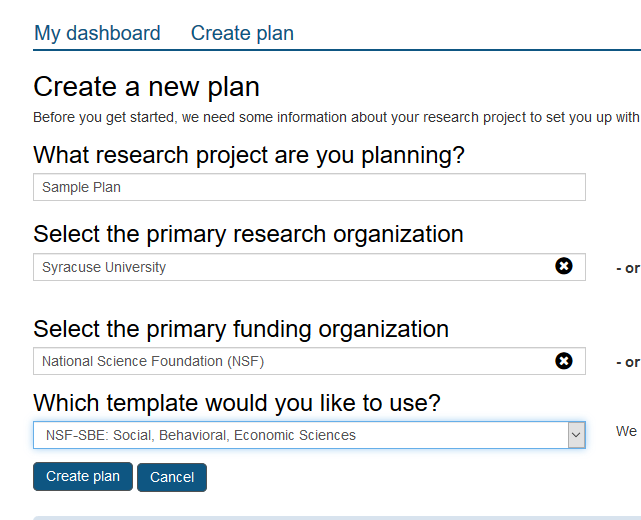 My dashboard Create plan
Create a new plan
Before you get started, we need some information about your research project to set you up with
What research project are you planning?
Sample Plan
Select the primary research organization
Syracuse University - or
Select the primary funding organization
National Science Foundation (NSF) - or
Which template would you like to use?
NSF-SBE: Social, Behavioral, Economic Sciences We
Create plan Cancel